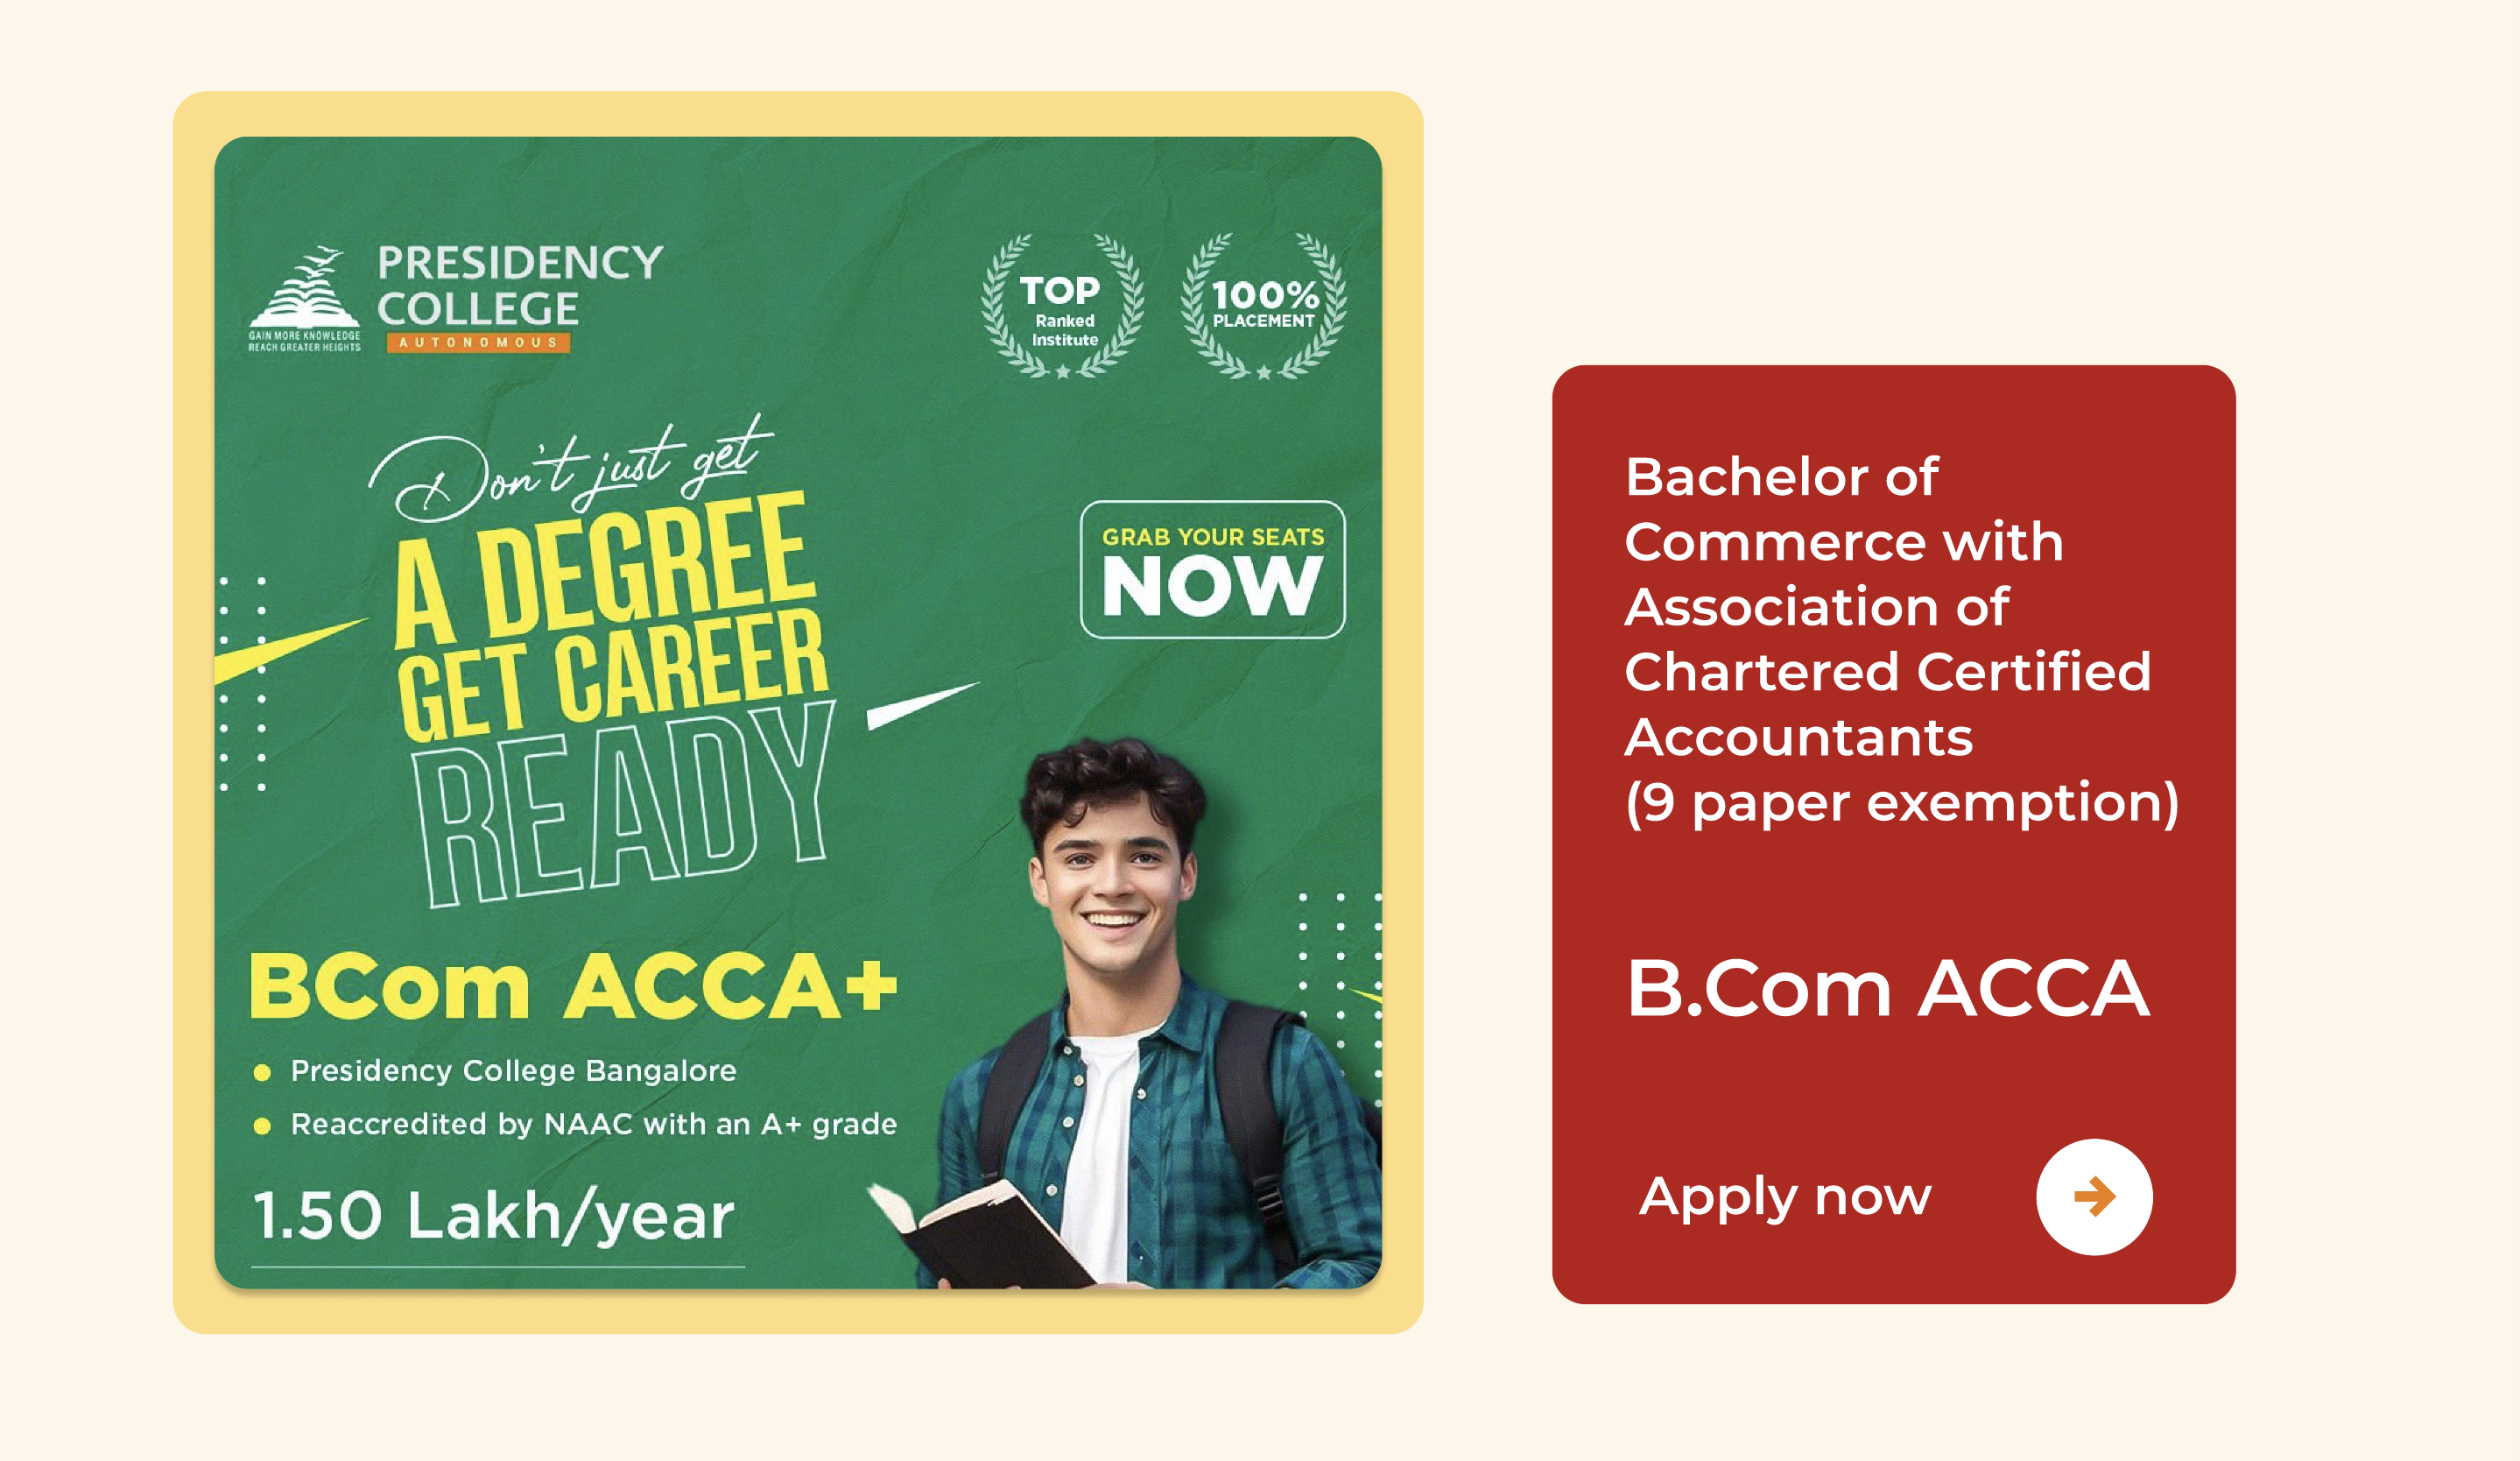 PRESIDENCY
COLLEGE
AUTONOMOUS
GAIN MORE KNOWLEDGE
REACH GREATER HEIGHTS
TOP
Ranked
Institute
100%
PLACEMENT
Don't just get
A DEGREE
GET CAREER
READY
GRAB YOUR SEATS
NOW
BCom ACCA+
Presidency College Bangalore
Reaccredited by NAAC with an A+ grade
1.50 Lakh/year
Bachelor of
Commerce with
Association of
Chartered Certified
Accountants
(9 paper exemption)
B.Com ACCA
Apply now